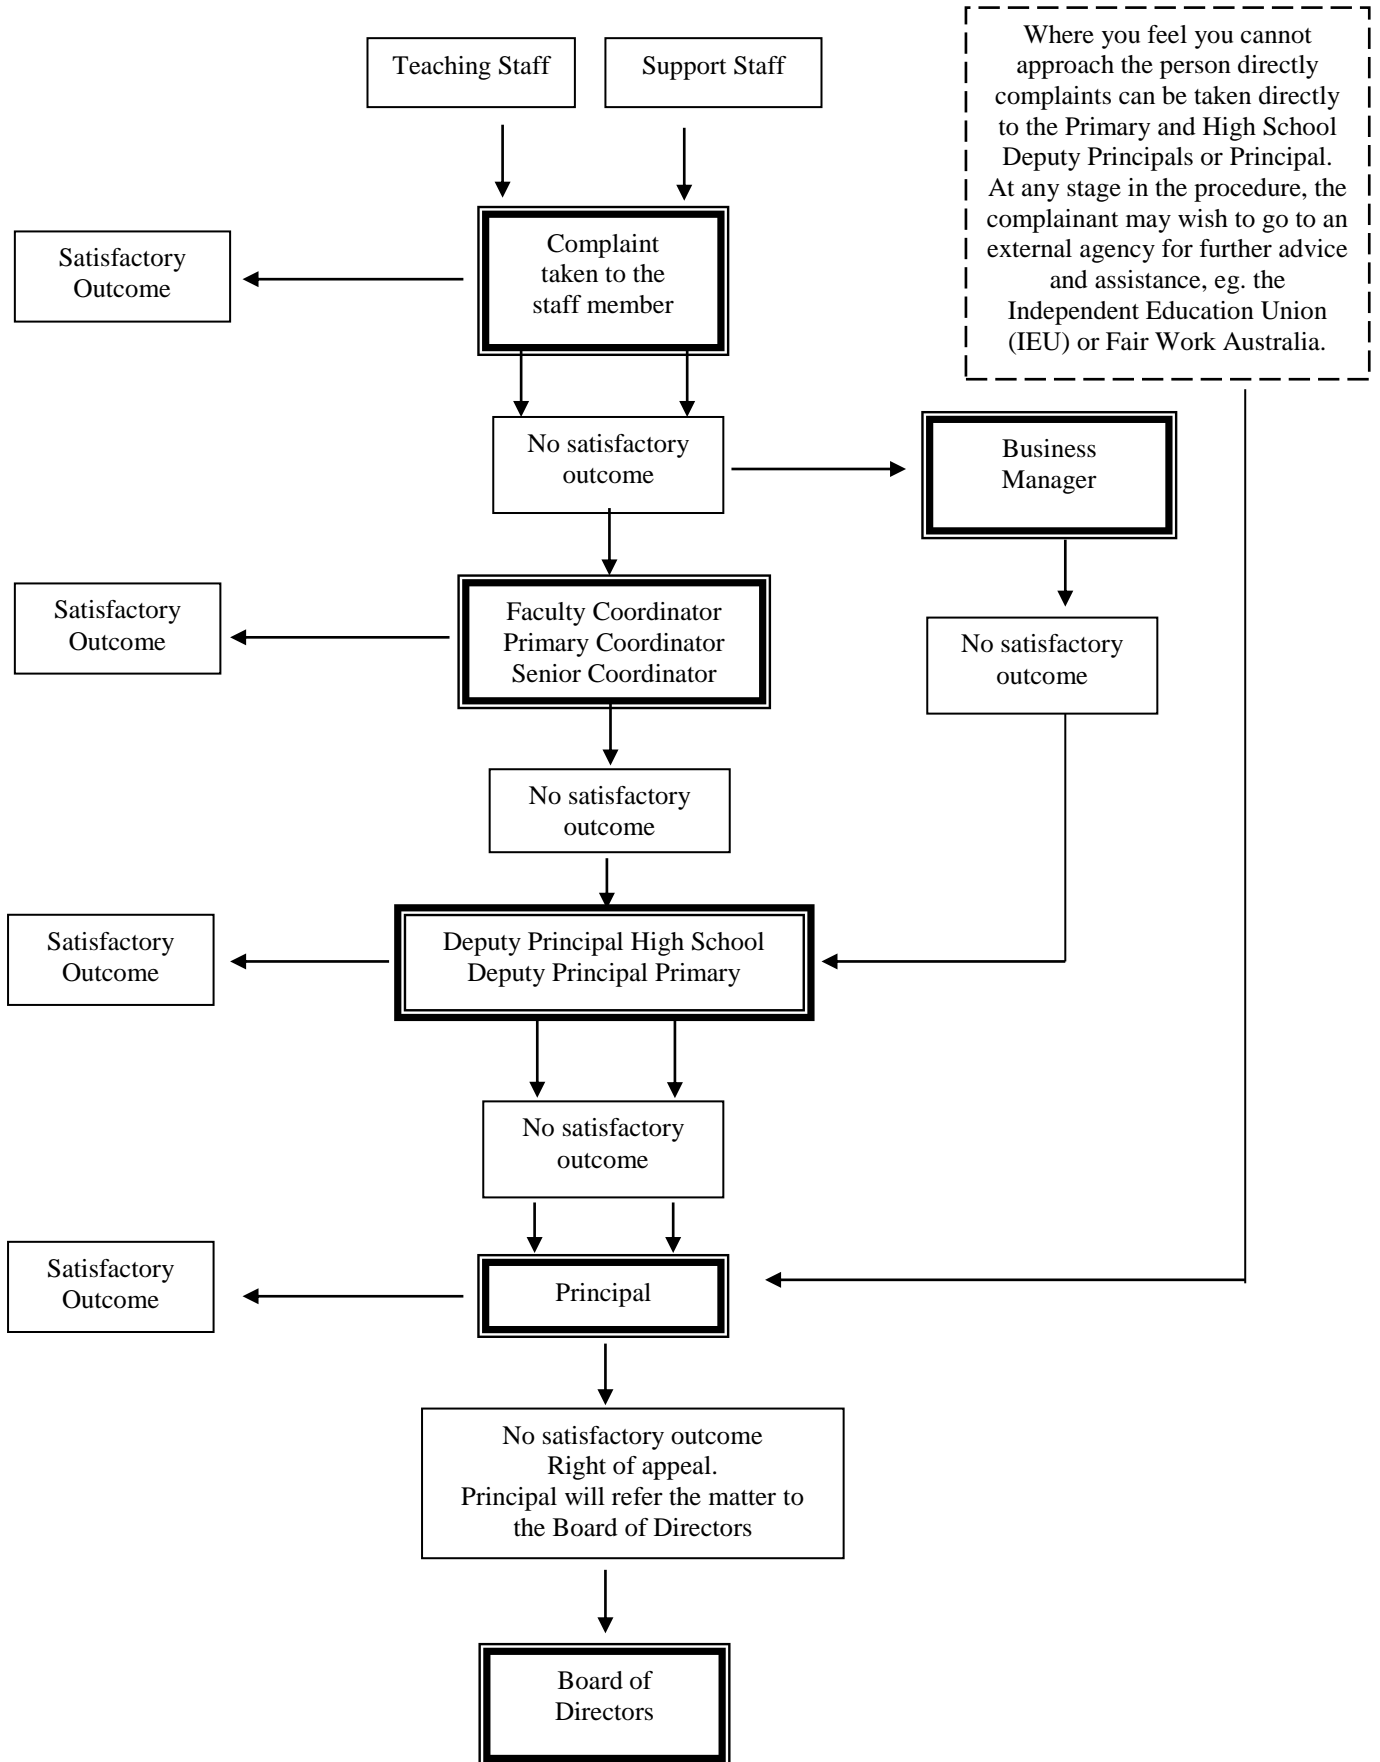 Teaching Staff
Support Staff
Where you feel you cannot
approach the person directly
complaints can be taken directly
to the Primary and High School
Deputy Principals or Principal.
At any stage in the procedure, the
complainant may wish to go to an
external agency for further advice
and assistance, eg. the
Independent Education Union
(IEU) or Fair Work Australia.
Satisfactory
Outcome
Complaint
taken to the
staff member
No satisfactory
outcome
Business
Manager
Satisfactory
Outcome
Faculty Coordinator
Primary Coordinator
Senior Coordinator
No satisfactory
outcome
No satisfactory
outcome
Satisfactory
Outcome
Deputy Principal High School
Deputy Principal Primary
No satisfactory
outcome
Satisfactory
Outcome
Principal
No satisfactory outcome
Right of appeal.
Principal will refer the matter to
the Board of Directors
Board of
Directors